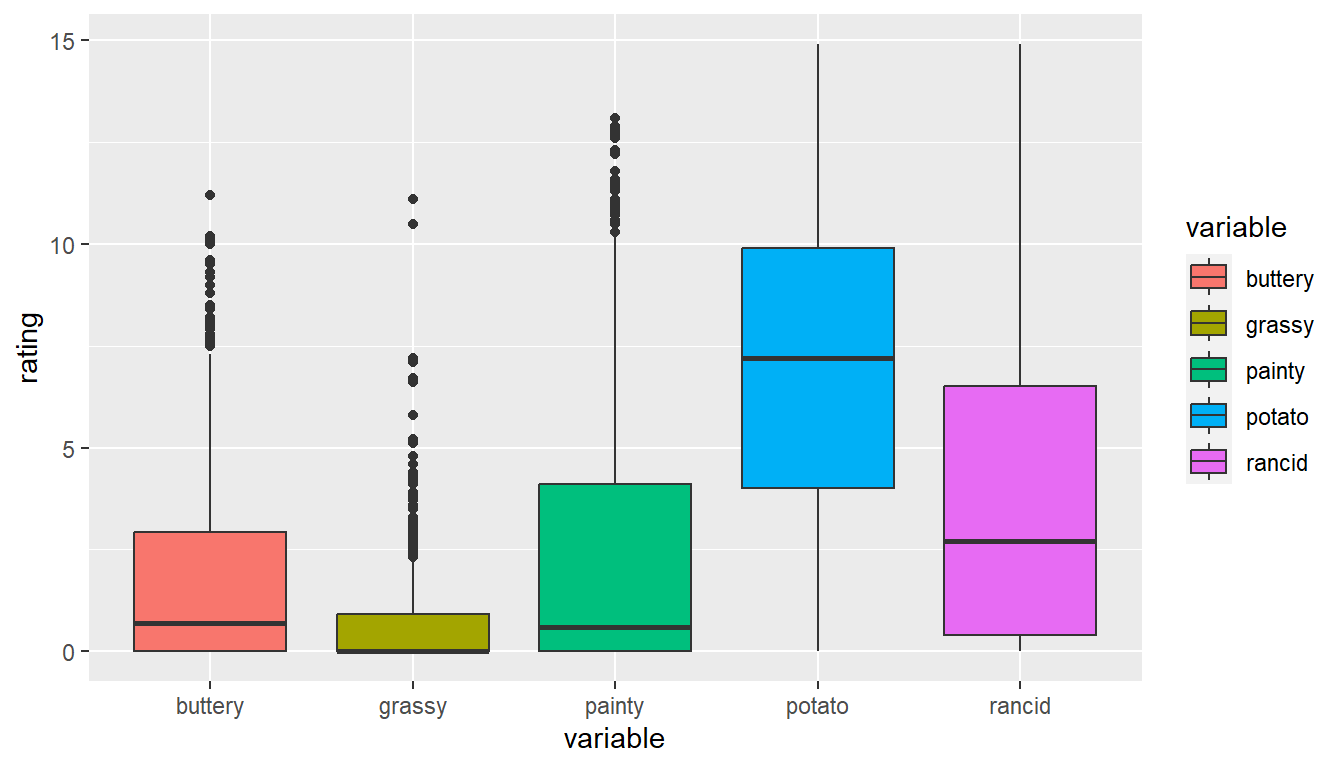 rating
15
10
5
0
buttery grassy painty potato rancid
variable
variable
buttery
grassy
painty
potato
rancid